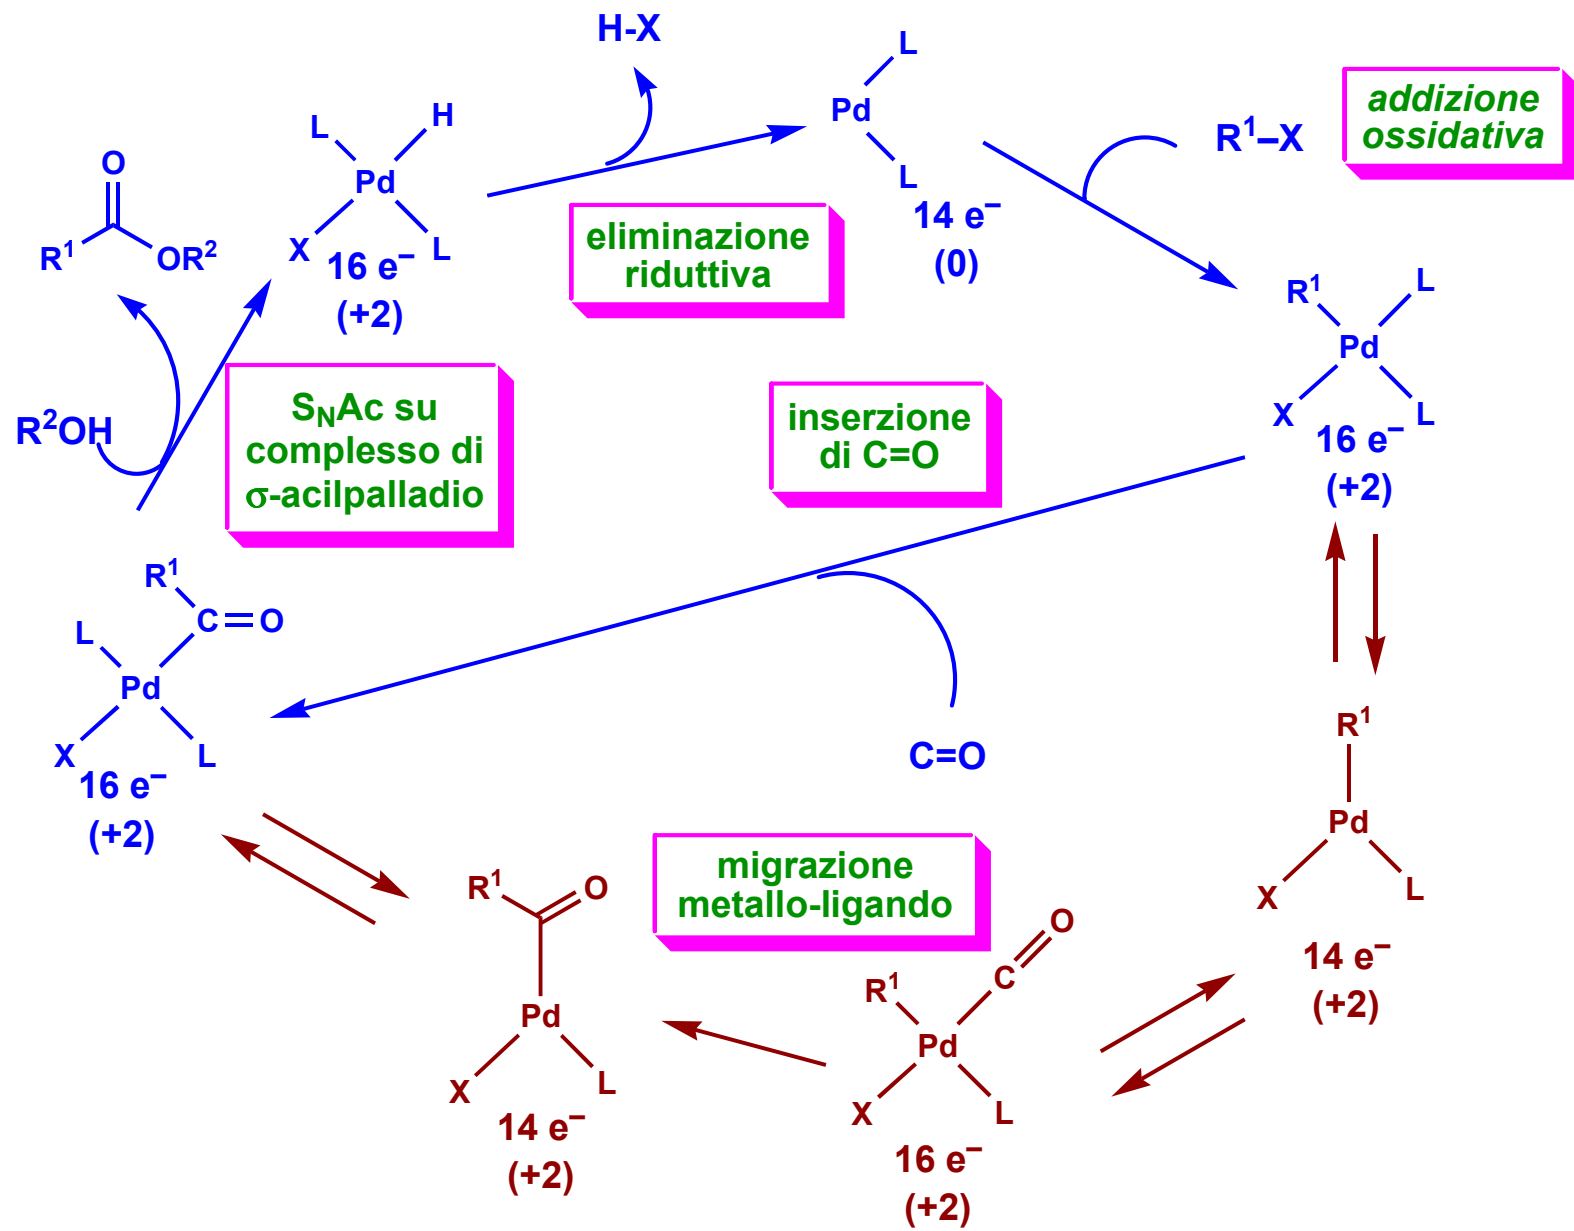 H-X
L
Pd
L
14 e⁻
(0)
R¹–X
addizione
ossidativa
L
H
Pd
X
L
16 e⁻
(+2)
eliminazione
riduttiva
O
R¹
OR²
R²OH
SNAc su
complesso di
σ-acilpalladio
inserzione
di C=O
R¹
L
Pd
X
L
16 e⁻
(+2)
R¹
C=O
L
Pd
X
L
16 e⁻
(+2)
C=O
R¹
Pd
X
L
14 e⁻
(+2)
migrazione
metallo-ligando
R¹
O
Pd
X
L
14 e⁻
(+2)
O
C
R¹
Pd
X
L
16 e⁻
(+2)